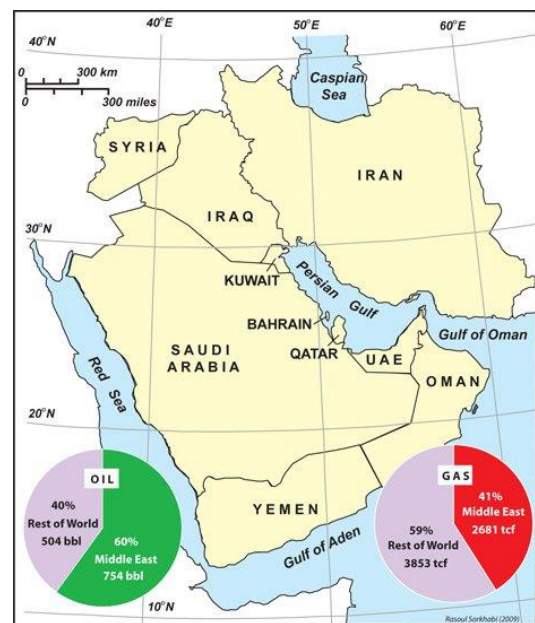 40°E
50°E
60°E
40°N
40°N
0 300 km
0 300 miles
Caspian
Sea
SYRIA
IRAN
IRAQ
30°N
KUWAIT
Persian Gulf
BAHRAIN
QATAR
Gulf of Oman
UAE
SAUDI
ARABIA
OMAN
Red Sea
20°N
OIL
GAS
40%
Rest of World
504 bbl
60%
Middle East
754 bbl
41%
Middle East
2681 tcf
59%
Rest of World
3853 tcf
YEMEN
Gulf of Aden
10°N
Rasoul Sorkhabi (2009)